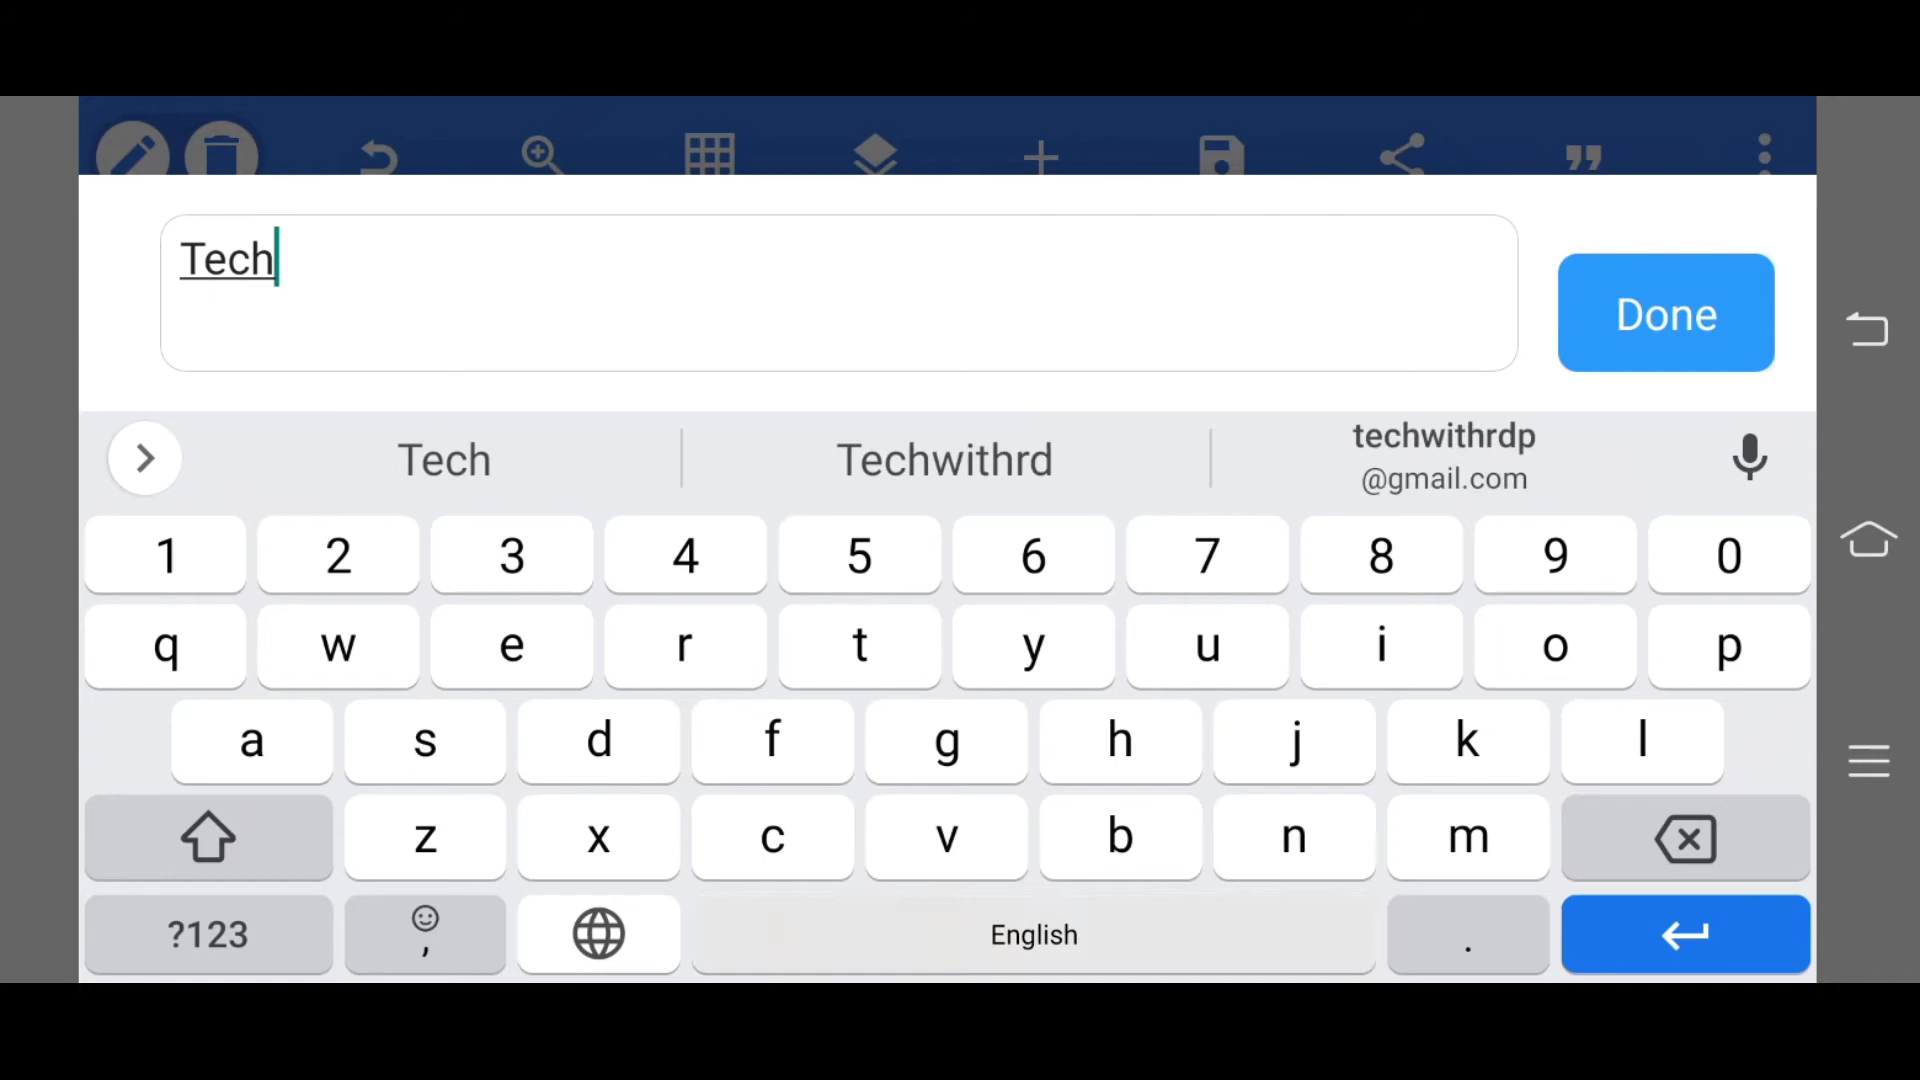 Tech
Done
Tech Techwithrd techwithrdp
@gmail.com
1 2 3 4 5 6 7 8 9 0
q w e r t y u i o p
a s d f g h j k l
z x c v b n m
?123 , English .